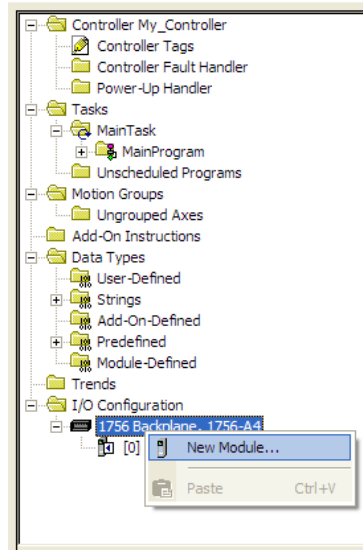 Controller My_Controller
Controller Tags
Controller Fault Handler
Power-Up Handler
Tasks
MainTask
MainProgram
Unscheduled Programs
Motion Groups
Ungrouped Axes
Add-On Instructions
Data Types
User-Defined
Strings
Add-On-Defined
Predefined
Module-Defined
Trends
I/O Configuration
1756 Backplane, 1756-A4
[0]
New Module...
Paste Ctrl+V